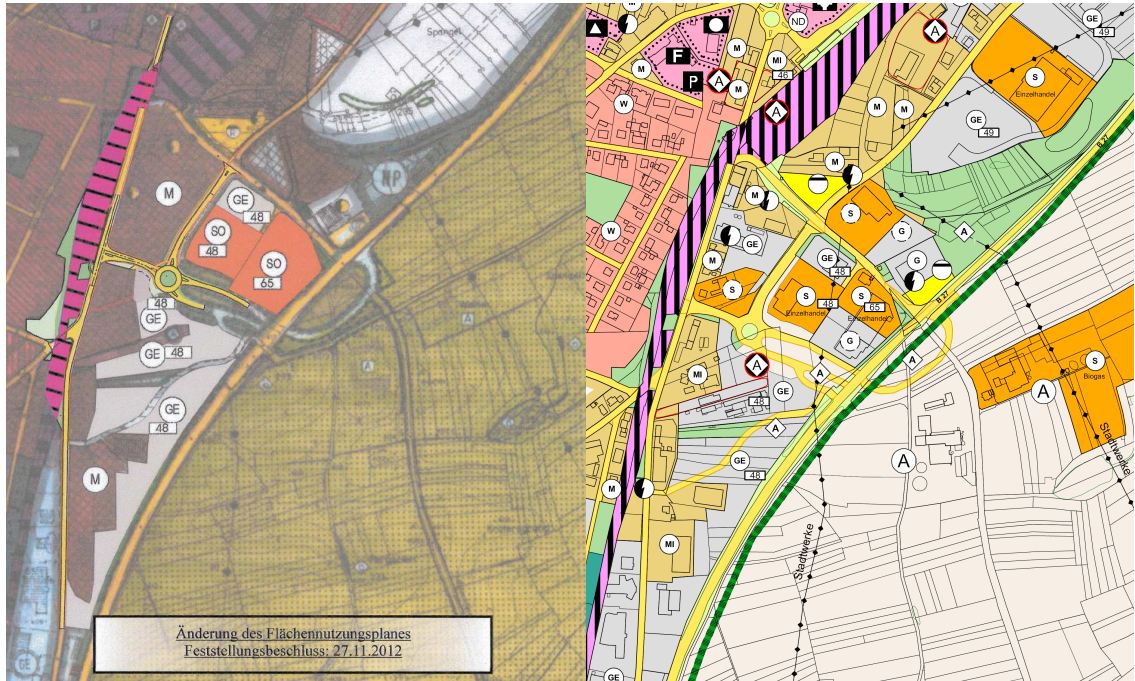 Spängel
F
NP
M
GE
48
SO
48
SO
65
48
GE
GE
48
GE
48
M
A
A
A
GE
Änderung des Flächennutzungsplanes
Feststellungsbeschluss: 27.11.2012
ND
A
GE
49
M
F
M
MI
46
P
A
M
A
S
Einzelhandel
W
M
M
GE
49
B 27
W
M
M
S
G
A
GE
M
GE
48
G
S
S
48
Einzelhandel
S
65
Einzelhandel
G
B 27
A
A
MI
A
GE
48
S
Biogas
A
A
GE
48
A
Stadtwerke
M
MI
Stadtwerke
GE